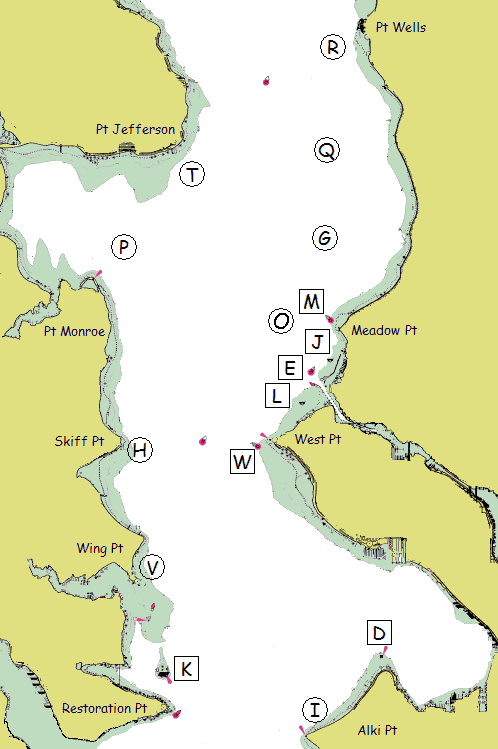 Pt Wells
R
Pt Jefferson
Q
T
G
P
M
O
Pt Monroe
Meadow Pt
J
E
L
Skiff Pt
H
West Pt
W
Wing Pt
V
D
K
Restoration Pt
I
Alki Pt